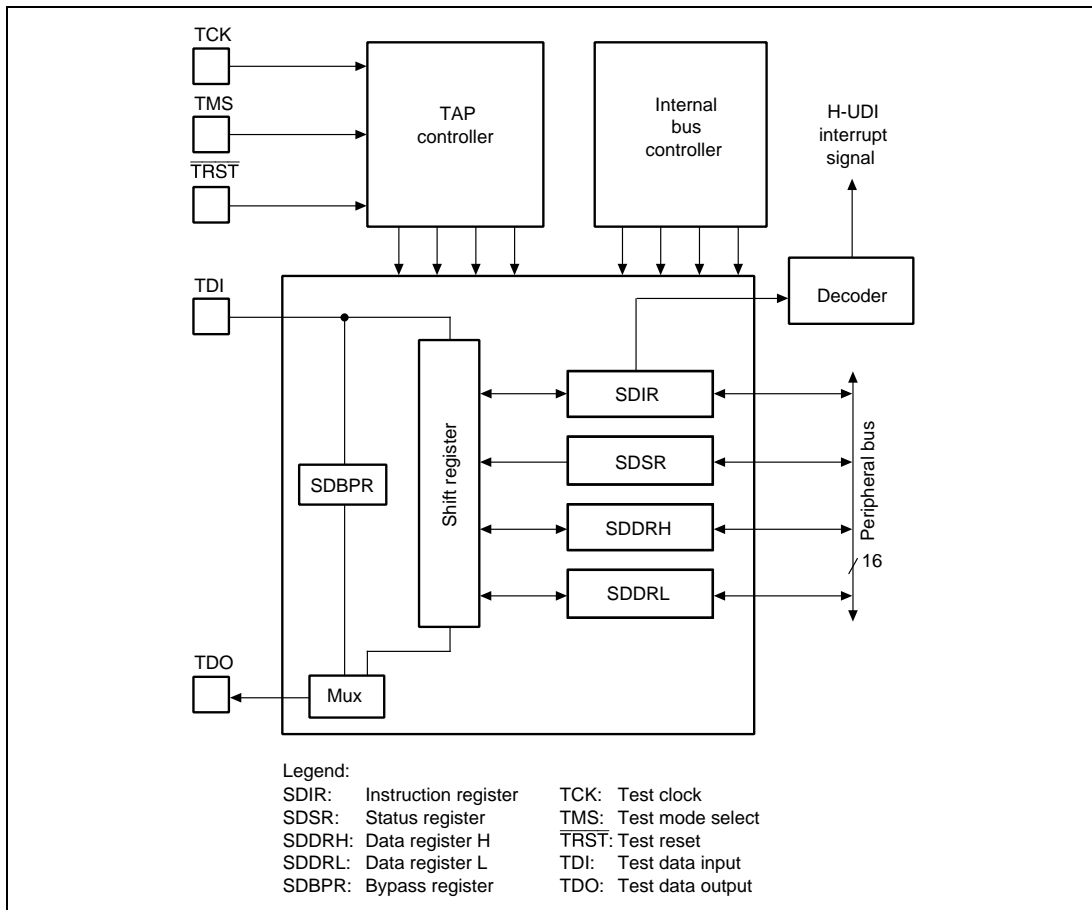 TCK
TMS
TRST
TAP
controller
Internal
bus
controller
H-UDI
interrupt
signal
TDI
Decoder
SDIR
SDSR
SDBPR
Shift register
SDDRH
SDDRL
Peripheral bus
16
TDO
Mux
Legend:
SDIR: Instruction register TCK: Test clock
SDSR: Status register TMS: Test mode select
SDDRH: Data register H TRST: Test reset
SDDRL: Data register L TDI: Test data input
SDBPR: Bypass register TDO: Test data output